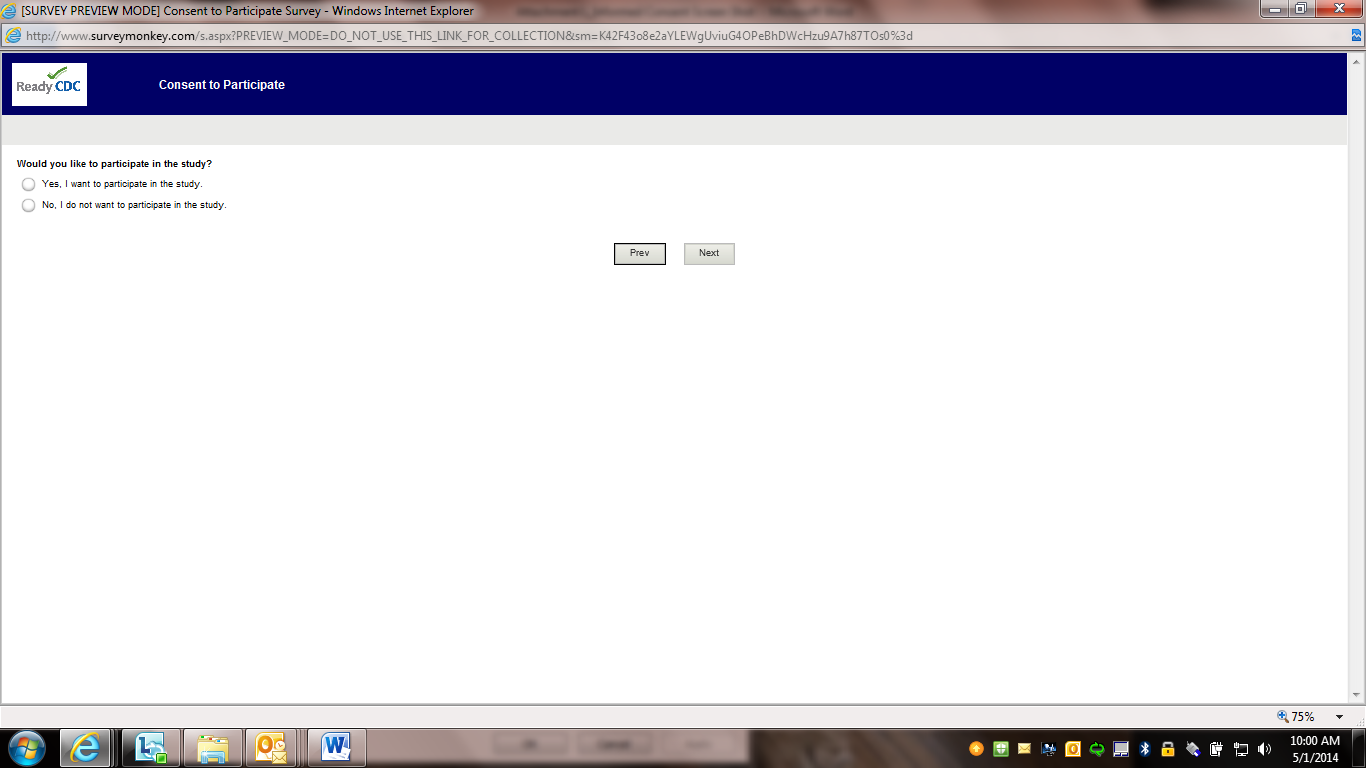 [SURVEY PREVIEW MODE] Consent to Participate Survey - Windows Internet Explorer
http://www.surveymonkey.com/s.aspx?PREVIEW_MODE=DO_NOT_USE_THIS_LINK_FOR_COLLECTION&sm=K42F43o8e2aYLEWgUviuG4OPeBhDWcHzu9A7h87TOs0%3d
Ready CDC
Consent to Participate
Would you like to participate in the study?
Yes, I want to participate in the study.
No, I do not want to participate in the study.
Prev
Next
75%
10:00 AM
5/1/2014